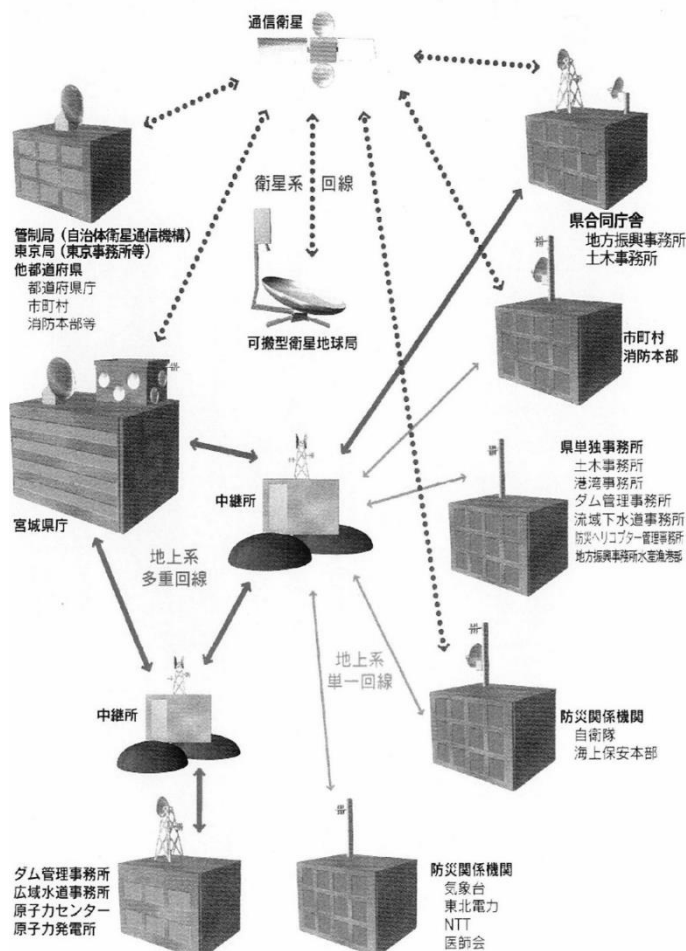 通信衛星
衛星系 回線
管制局（自治体衛星通信機構）
東京局（東京事務所等）
他都道府県
都道府県庁
市町村
消防本部等
可搬型衛星地球局
県合同庁舎
地方振興事務所
土木事務所
市町村
消防本部
宮城県庁
中継所
県単独事務所
土木事務所
港湾事務所
ダム管理事務所
流域下水道事務所
防災ヘリコプター管理事務所
地方振興事務所水産漁港部
地上系
多重回線
地上系
単一回線
中継所
防災関係機関
自衛隊
海上保安本部
ダム管理事務所
広域水道事務所
原子力センター
原子力発電所
防災関係機関
気象台
東北電力
NTT
医師会